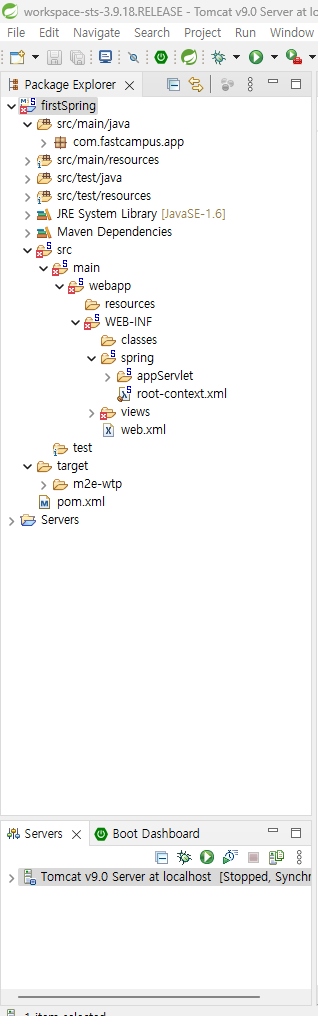 workspace-sts-3.9.18.RELEASE - Tomcat v9.0 Server at l
File Edit Navigate Search Project Run Window
Package Explorer
firstSpring
src/main/java
com.fastcampus.app
src/main/resources
src/test/java
src/test/resources
JRE System Library [JavaSE-1.6]
Maven Dependencies
src
main
webapp
resources
WEB-INF
classes
spring
appServlet
root-context.xml
views
web.xml
test
target
m2e-wtp
pom.xml
Servers
Servers Boot Dashboard
Tomcat v9.0 Server at localhost [Stopped, Synchr
1 item selected